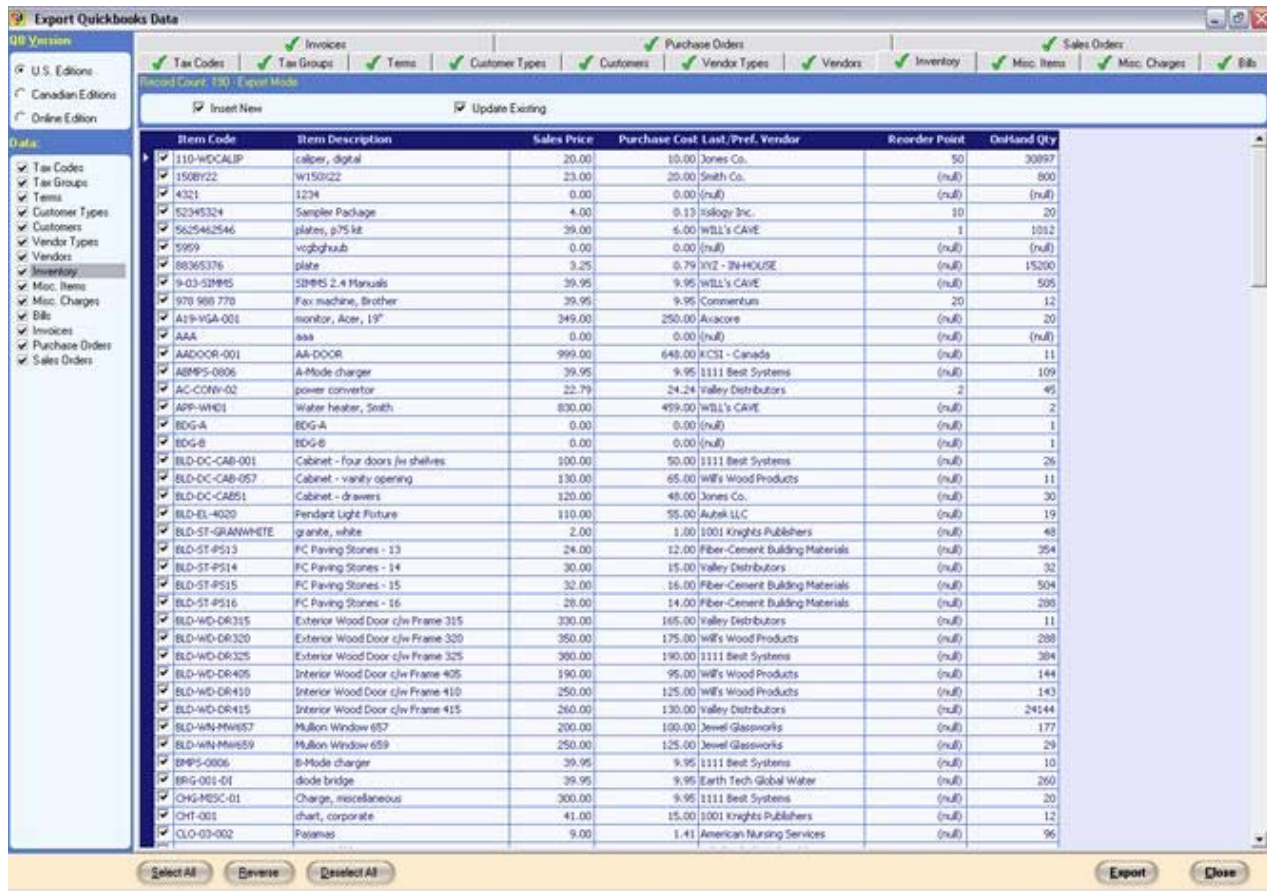 Export Quickbooks Data
QB Version
U.S. Editions
Canadian Editions
Online Edition
Data:
Tax Codes
Tax Groups
Terms
Customer Types
Customers
Vendor Types
Vendors
Inventory
Misc. Items
Misc. Charges
Bills
Invoices
Purchase Orders
Sales Orders
Invoices Purchase Orders Sales Orders
Tax Codes Tax Groups Terms Customer Types Customers Vendor Types Vendors Inventory Misc. Items Misc. Charges Bills
Record Count: 190 - Export Mode
Insert New Update Existing
Item Code Item Description Sales Price Purchase Cost Last/Pref. Vendor Reorder Point OnHand Qty
110-WDCALIP caliper, digital 20.00 10.00 Jones Co. 50 30897
150BY22 W150X22 23.00 20.00 Smith Co. (null) 800
4321 1234 0.00 0.00 (null) (null) (null)
52345324 Sampler Package 4.00 0.13 Xsilogy Inc. 10 20
5625462546 plates, p75 kit 39.00 6.00 WILL's CAVE 1 1012
5959 vcgbghuub 0.00 0.00 (null) (null) (null)
88365376 plate 3.25 0.79 XYZ - IN-HOUSE (null) 15200
9-03-SIMMS SIMMS 2.4 Manuals 39.95 9.95 WILL's CAVE (null) 505
978 988 778 Fax machine, Brother 39.95 9.95 Commentum 20 12
A19-VGA-001 monitor, Acer, 19" 349.00 250.00 Axacore (null) 20
AAA aaa 0.00 0.00 (null) (null) (null)
AADOOR-001 AA-DOOR 999.00 648.00 KCSI - Canada (null) 11
ABMPS-0806 A-Mode charger 39.95 9.95 1111 Best Systems (null) 109
AC-CONV-02 power convertor 22.79 24.24 Valley Distributors 2 45
APP-WH01 Water heater, Smith 830.00 459.00 WILL's CAVE (null) 2
BDG-A BDG-A 0.00 0.00 (null) (null) 1
BDG-B BDG-B 0.00 0.00 (null) (null) 1
BLD-DC-CAB-001 Cabinet - four doors /w shelves 100.00 50.00 1111 Best Systems (null) 26
BLD-DC-CAB-057 Cabinet - vanity opening 130.00 65.00 Will's Wood Products (null) 11
BLD-DC-CAB51 Cabinet - drawers 120.00 48.00 Jones Co. (null) 30
BLD-EL-4020 Pendant Light Fixture 110.00 55.00 Autek LLC (null) 19
BLD-ST-GRANWHITE granite, white 2.00 1.00 1001 Knights Publishers (null) 48
BLD-ST-PS13 FC Paving Stones - 13 24.00 12.00 Fiber-Cement Building Materials (null) 354
BLD-ST-PS14 FC Paving Stones - 14 30.00 15.00 Valley Distributors (null) 32
BLD-ST-PS15 FC Paving Stones - 15 32.00 16.00 Fiber-Cement Building Materials (null) 504
BLD-ST-PS16 FC Paving Stones - 16 28.00 14.00 Fiber-Cement Building Materials (null) 288
BLD-WD-DR315 Exterior Wood Door c/w Frame 315 330.00 165.00 Valley Distributors (null) 11
BLD-WD-DR320 Exterior Wood Door c/w Frame 320 350.00 175.00 Will's Wood Products (null) 288
BLD-WD-DR325 Exterior Wood Door c/w Frame 325 380.00 190.00 1111 Best Systems (null) 384
BLD-WD-DR405 Interior Wood Door c/w Frame 405 190.00 95.00 Will's Wood Products (null) 144
BLD-WD-DR410 Interior Wood Door c/w Frame 410 250.00 125.00 Will's Wood Products (null) 143
BLD-WD-DR415 Interior Wood Door c/w Frame 415 260.00 130.00 Valley Distributors (null) 24144
BLD-WN-MW657 Mullion Window 657 200.00 100.00 Jewel Glassworks (null) 177
BLD-WN-MW659 Mullion Window 659 250.00 125.00 Jewel Glassworks (null) 29
BMPS-0806 B-Mode charger 39.95 9.95 1111 Best Systems (null) 10
BRG-001-DI diode bridge 39.95 9.95 Earth Tech Global Water (null) 260
CHG-MISC-01 Charge, miscellaneous 300.00 9.95 1111 Best Systems (null) 20
CHT-001 chart, corporate 41.00 15.00 1001 Knights Publishers (null) 12
CLO-03-002 Pajamas 9.00 1.41 American Nursing Services (null) 96
Select All Reverse Deselect All Export Close